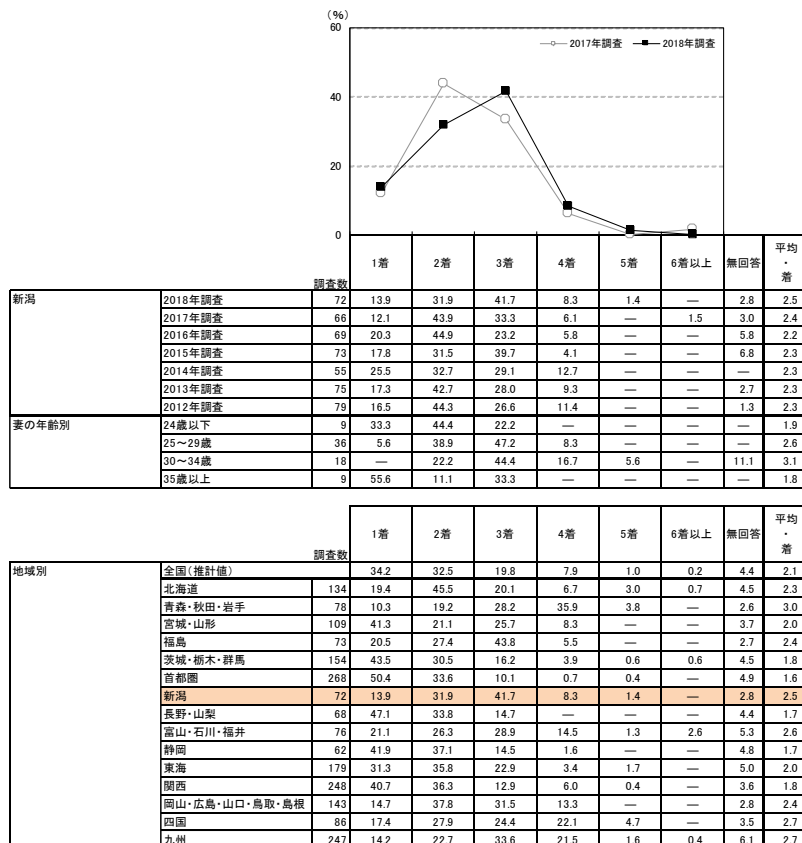 (%)
60
40
20
0
2017年調査 2018年調査
調査数 1着 2着 3着 4着 5着 6着以上 無回答 平均・着
新潟 2018年調査 72 13.9 31.9 41.7 8.3 1.4 — 2.8 2.5
2017年調査 66 12.1 43.9 33.3 6.1 — 1.5 3.0 2.4
2016年調査 69 20.3 44.9 23.2 5.8 — — 5.8 2.2
2015年調査 73 17.8 31.5 39.7 4.1 — — 6.8 2.3
2014年調査 55 25.5 32.7 29.1 12.7 — — — 2.3
2013年調査 75 17.3 42.7 28.0 9.3 — — 2.7 2.3
2012年調査 79 16.5 44.3 26.6 11.4 — — 1.3 2.3
妻の年齢別 24歳以下 9 33.3 44.4 22.2 — — — — 1.9
25～29歳 36 5.6 38.9 47.2 8.3 — — — 2.6
30～34歳 18 — 22.2 44.4 16.7 5.6 — 11.1 3.1
35歳以上 9 55.6 11.1 33.3 — — — — 1.8
調査数 1着 2着 3着 4着 5着 6着以上 無回答 平均・着
地域別 全国(推計値) 34.2 32.5 19.8 7.9 1.0 0.2 4.4 2.1
北海道 134 19.4 45.5 20.1 6.7 3.0 0.7 4.5 2.3
青森・秋田・岩手 78 10.3 19.2 28.2 35.9 3.8 — 2.6 3.0
宮城・山形 109 41.3 21.1 25.7 8.3 — — 3.7 2.0
福島 73 20.5 27.4 43.8 5.5 — — 2.7 2.4
茨城・栃木・群馬 154 43.5 30.5 16.2 3.9 0.6 0.6 4.5 1.8
首都圏 268 50.4 33.6 10.1 0.7 0.4 — 4.9 1.6
新潟 72 13.9 31.9 41.7 8.3 1.4 — 2.8 2.5
長野・山梨 68 47.1 33.8 14.7 — — — 4.4 1.7
富山・石川・福井 76 21.1 26.3 28.9 14.5 1.3 2.6 5.3 2.6
静岡 62 41.9 37.1 14.5 1.6 — — 4.8 1.7
東海 179 31.3 35.8 22.9 3.4 1.7 — 5.0 2.0
関西 248 40.7 36.3 12.9 6.0 0.4 — 3.6 1.8
岡山・広島・山口・鳥取・島根 143 14.7 37.8 31.5 13.3 — — 2.8 2.4
四国 86 17.4 27.9 24.4 22.1 4.7 — 3.5 2.7
九州 247 14.2 22.7 33.6 21.5 1.6 0.4 6.1 2.7